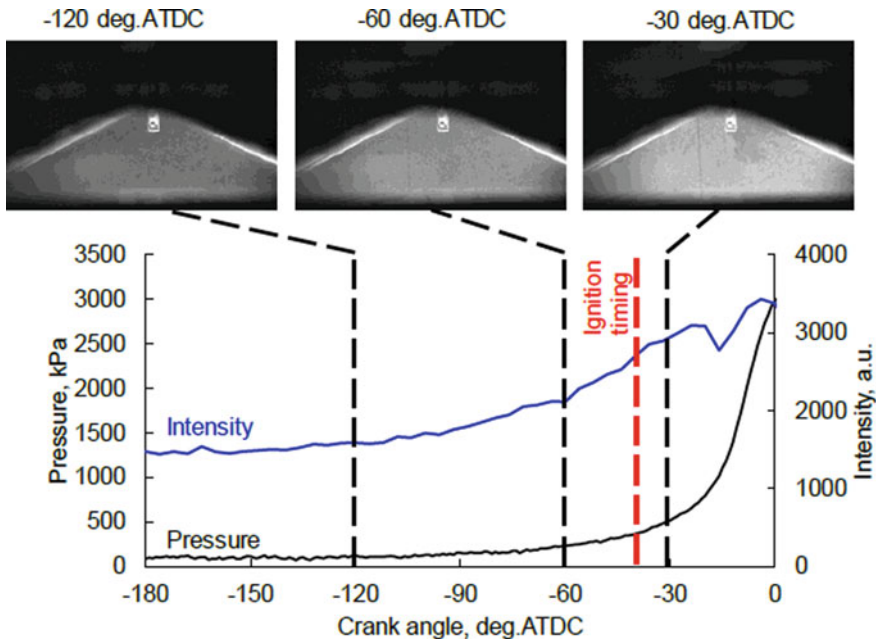 -120 deg.ATDC -60 deg.ATDC -30 deg.ATDC
3500 4000
3000
2500 3000
2000
1500 2000
1000 1000
500
0 0
Pressure, kPa
Intensity
Pressure
Ignition
timing
Intensity, a.u.
-180 -150 -120 -90 -60 -30 0
Crank angle, deg.ATDC